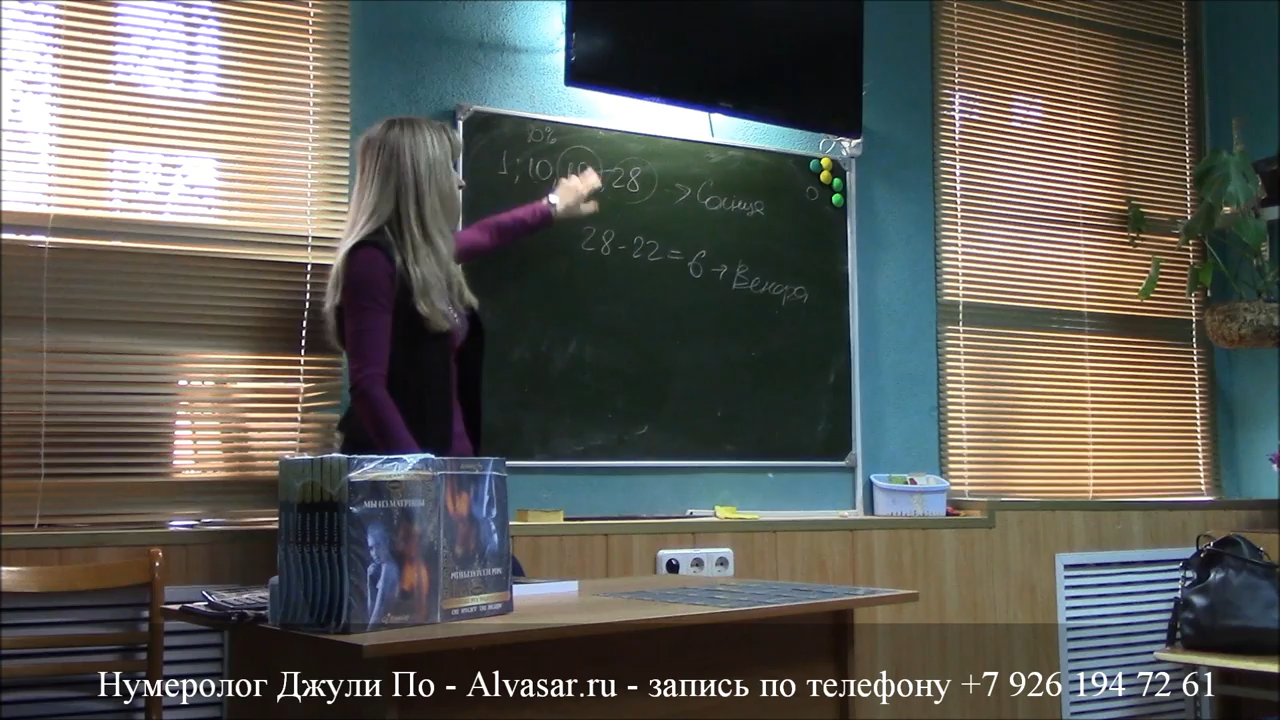 1; 10 28 → Солнце
28-22=6 → Венера
МЫ ИЗ МАТРИЦЫ
Нумеролог Джули По - Alvasar.ru - запись по телефону +7 926 194 72 61